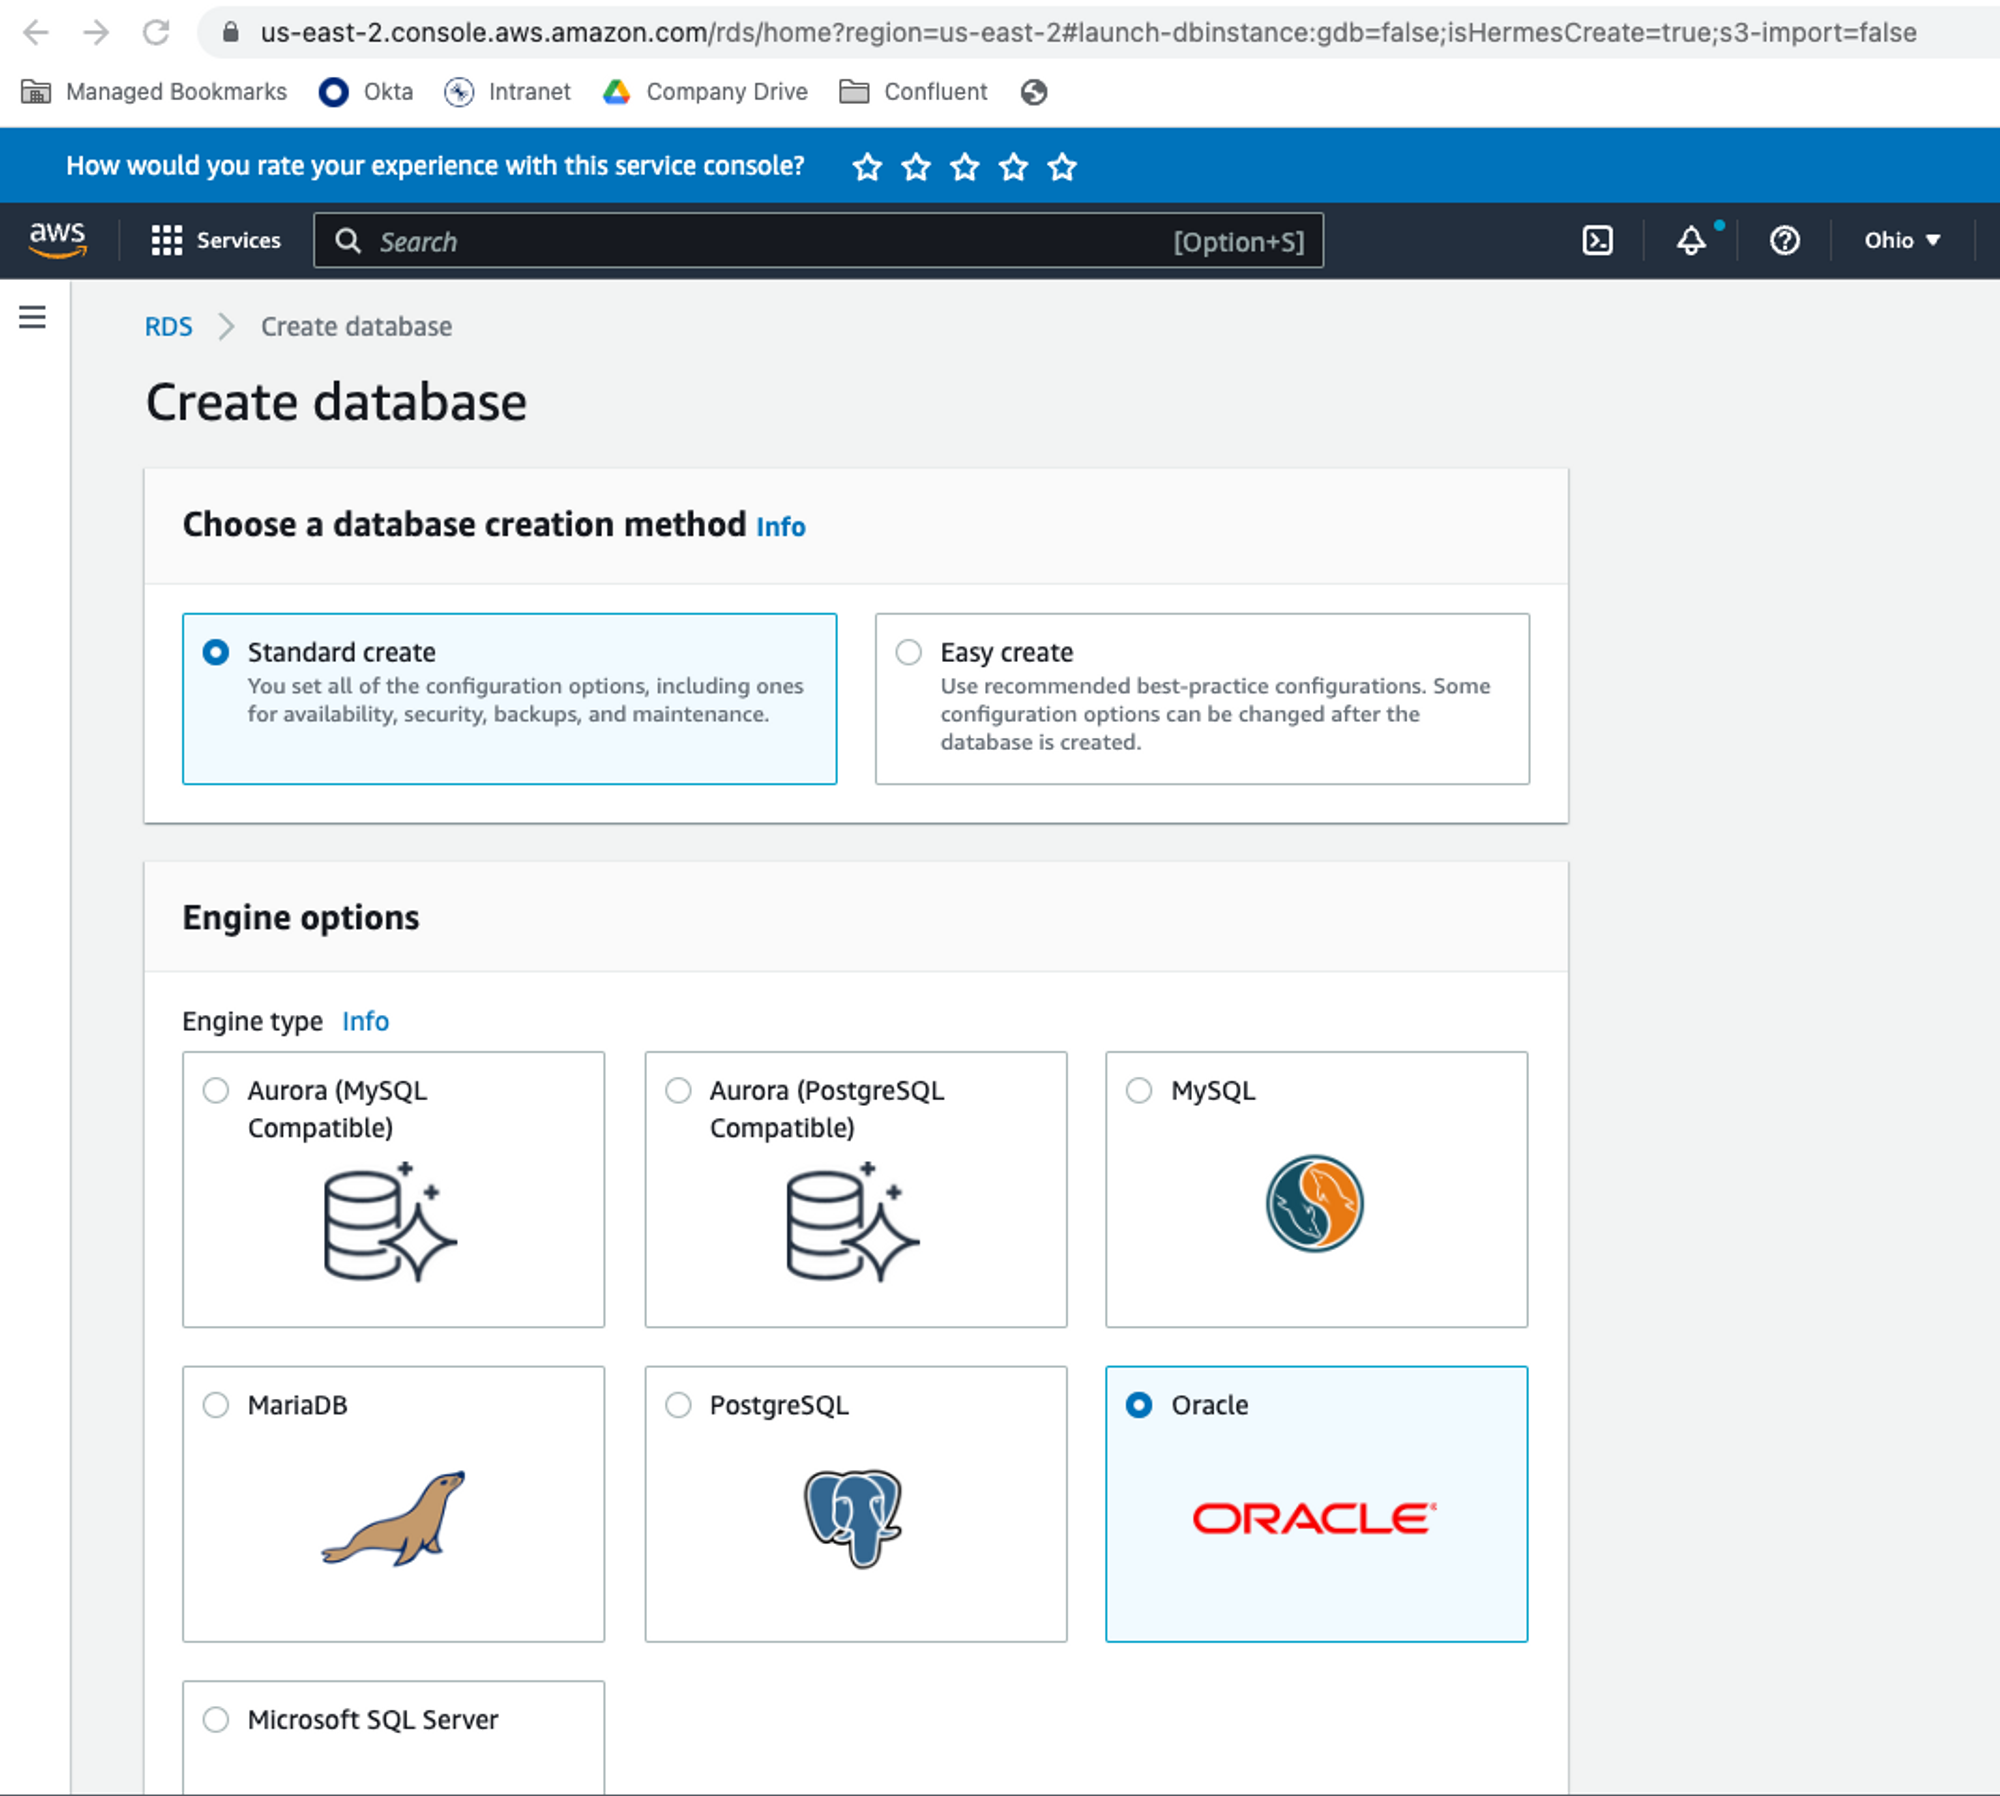 us-east-2.console.aws.amazon.com/rds/home?region=us-east-2#launch-dbinstance:gdb=false;isHermesCreate=true;s3-import=false
Managed Bookmarks Okta Intranet Company Drive Confluent
How would you rate your experience with this service console?
aws Services Search [Option+S] Ohio
RDS Create database
Create database
Choose a database creation method Info
Standard create
You set all of the configuration options, including ones
for availability, security, backups, and maintenance.
Easy create
Use recommended best-practice configurations. Some
configuration options can be changed after the
database is created.
Engine options
Engine type Info
Aurora (MySQL
Compatible)
Aurora (PostgreSQL
Compatible)
MySQL
MariaDB
PostgreSQL
Oracle
ORACLE®
Microsoft SQL Server